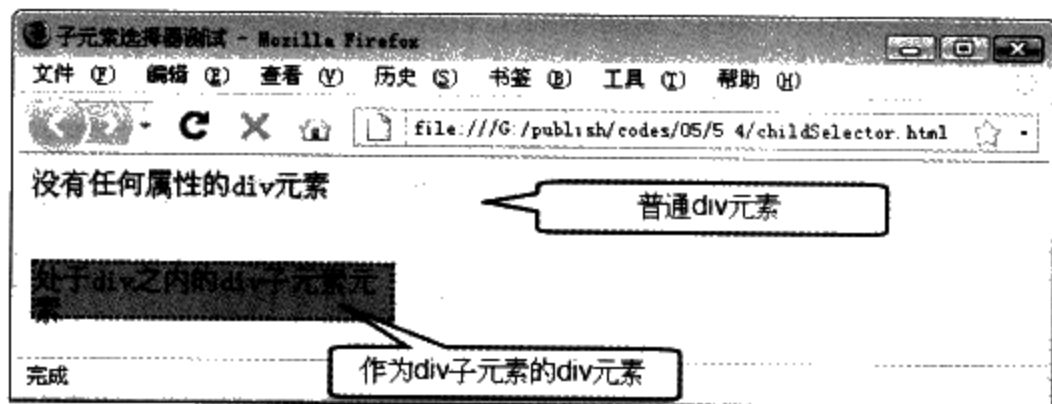 子元素选择器测试 - Mozilla Firefox
文件 (F) 编辑 (E) 查看 (V) 历史 (S) 书签 (B) 工具 (T) 帮助 (H)
file:///G:/publish/codes/05/5 4/childSelector.html
没有任何属性的div元素
普通div元素
处于div之内的div子元素元
素
作为div子元素的div元素
完成